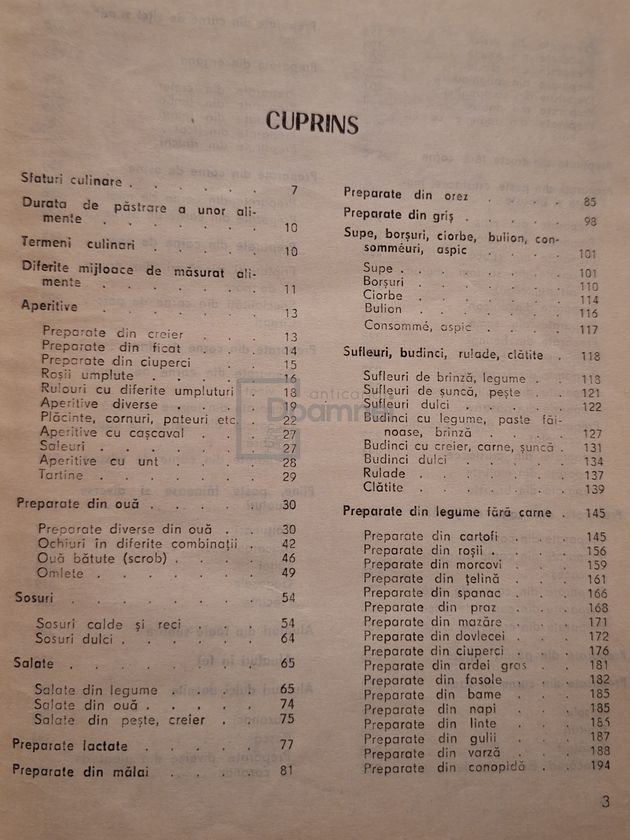 CUPRINS
Sfaturi culinare . . . . . . 7
Durata de păstrare a unor ali-
mente . . . . . . . 10
Termeni culinari . . . . . 10
Diferite mijloace de măsurat ali-
mente . . . . . . . 11
Aperitive . . . . . . . 13
Preparate din creier . . . . 13
Preparate din ficat . . . . 14
Preparate din ciuperci . . . 15
Roșii umplute . . . . . 16
Rulouri cu diferite umpluturi . 18
Aperitive diverse . . . . 19
Plăcinte, cornuri, pateuri etc. . 22
Aperitive cu cașcaval . . . 27
Saleuri . . . . . . 27
Aperitive cu unt . . . . 28
Tartine . . . . . . 29
Preparate din ouă . . . . . 30
Preparate diverse din ouă . . 30
Ochiuri în diferite combinații . 42
Ouă bătute (scrob) . . . . 46
Omlete . . . . . . 49
Sosuri . . . . . . . 54
Sosuri calde și reci . . . 54
Sosuri dulci . . . . . 64
Salate . . . . . . . 65
Salate din legume . . . . 65
Salate din ouă . . . . . 74
Salate din pește, creier . . 75
Preparate lactate . . . . . 77
Preparate din mălai . . . . 81
Preparate din orez . . . . 85
Preparate din griș . . . . . 98
Supe, borșuri, ciorbe, bulion, con-
somméuri, aspic . . . . . 101
Supe . . . . . . . 101
Borșuri . . . . . . 110
Ciorbe . . . . . . 114
Bulion . . . . . . 116
Consommé, aspic . . . . 117
Sufleuri, budinci, rulade, clătite . 118
Sufleuri de brînză, legume . . 118
Sufleuri de șuncă, pește . . 121
Sufleuri dulci . . . . . 122
Budinci cu legume, paste făi-
noase, brînză . . . . 127
Budinci cu creier, carne, șuncă . 131
Budinci dulci . . . . . 134
Rulade . . . . . . 137
Clătite . . . . . . 139
Preparate din legume fără carne . 145
Preparate din cartofi . . . 145
Preparate din roșii . . . . 156
Preparate din morcovi . . . 159
Preparate din țelină . . . 161
Preparate din spanac . . . 166
Preparate din praz . . . 168
Preparate din mazăre . . . 171
Preparate din dovlecei . . . 172
Preparate din ciuperci . . . 176
Preparate din ardei gras . . 181
Preparate din fasole . . . 182
Preparate din bame . . . 185
Preparate din napi . . . 185
Preparate din linte . . . 185
Preparate din gulii . . . 187
Preparate din varză . . . 188
Preparate din conopidă . . 194
3